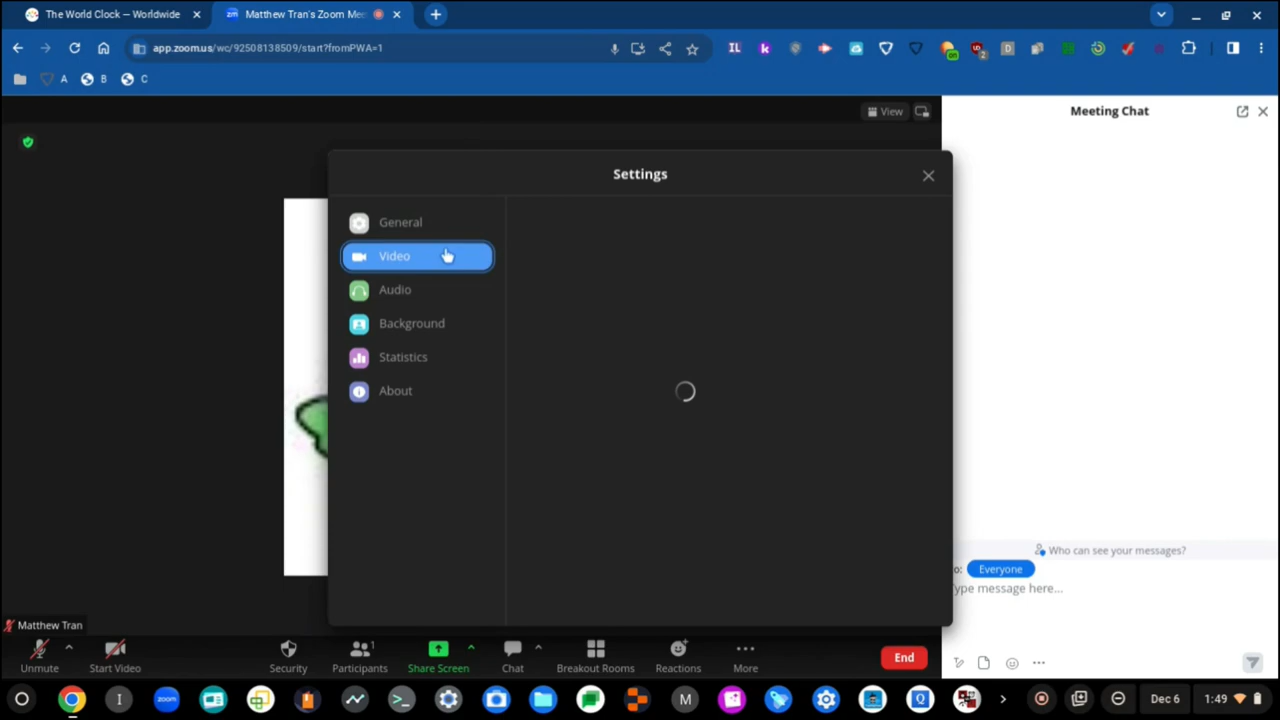 The World Clock — Worldwide
Matthew Tran's Zoom Me
app.zoom.us/wc/92508138509/start?fromPWA=1
A
B
C
View
Meeting Chat
Settings
General
Video
Audio
Background
Statistics
About
Who can see your messages?
o: Everyone
Type message here...
Matthew Tran
Unmute
Start Video
Security
Participants 1
Share Screen
Chat
Breakout Rooms
Reactions
More
End
Dec 6
1:49